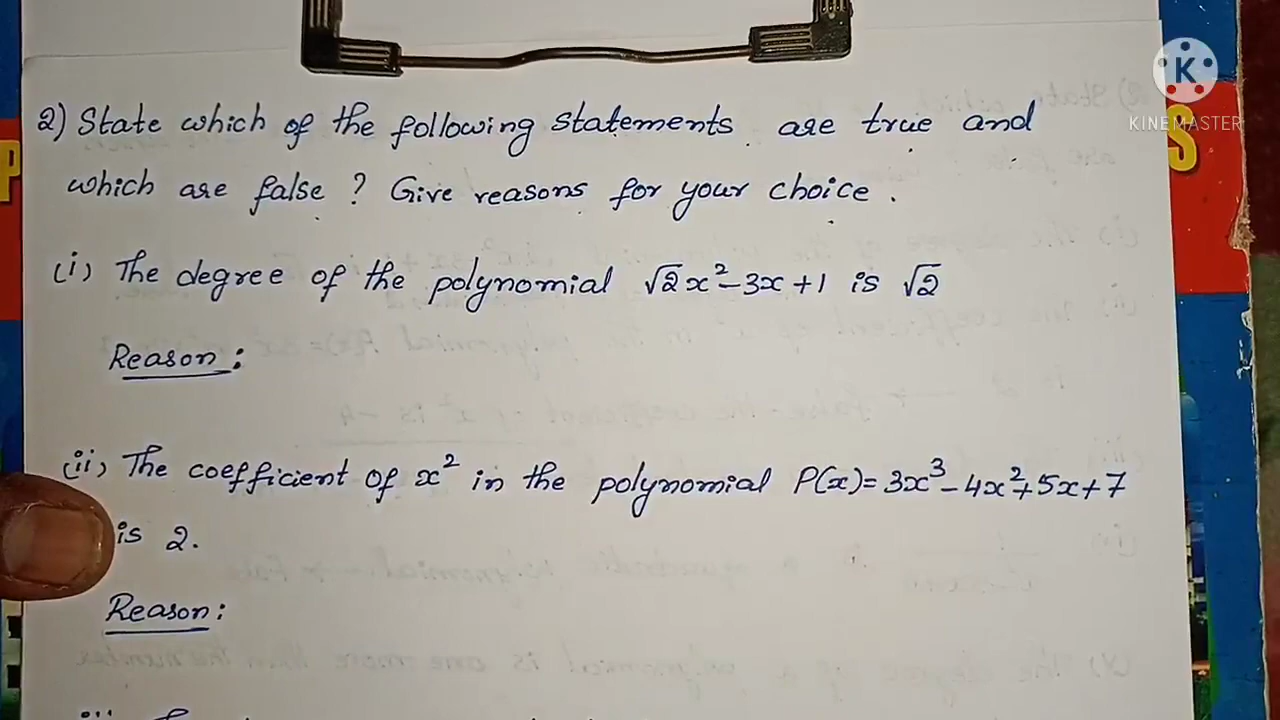 2) State which of the following statements are true and
which are false ? Give reasons for your choice .
(i) The degree of the polynomial √2x² - 3x + 1 is √2
Reason :
(ii) The coefficient of x² in the polynomial P(x) = 3x³ - 4x² + 5x + 7
is 2.
Reason :
K
KINEMASTER
P
S